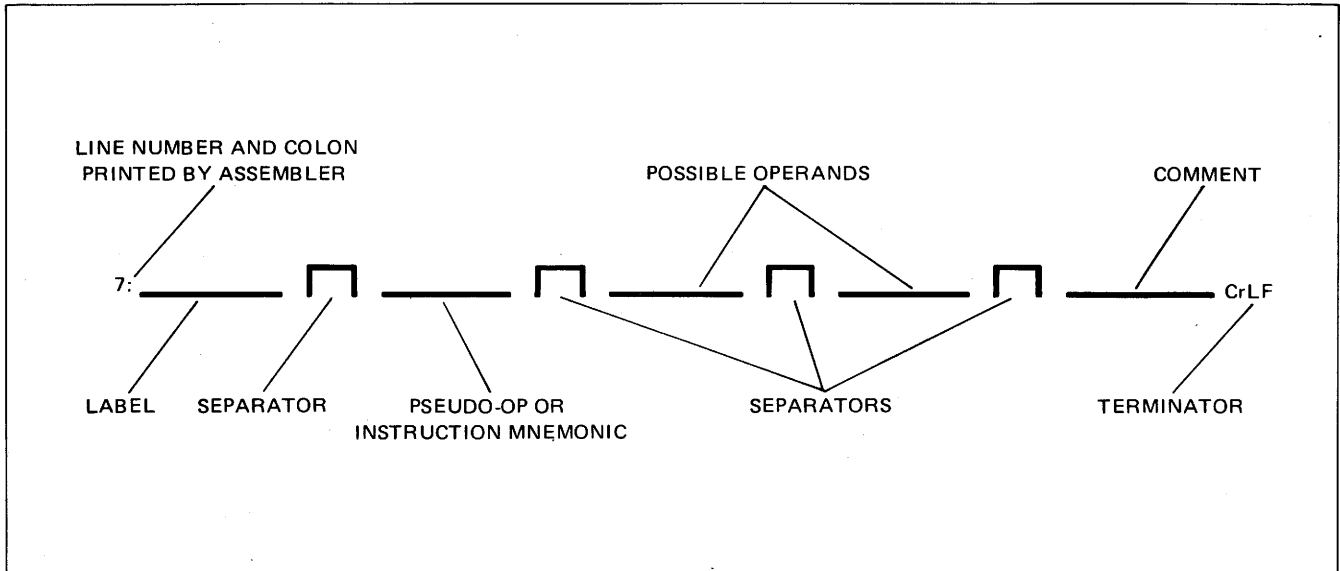 LINE NUMBER AND COLON
PRINTED BY ASSEMBLER
POSSIBLE OPERANDS
COMMENT
7:
CrLF
LABEL
SEPARATOR
PSEUDO-OP OR
INSTRUCTION MNEMONIC
SEPARATORS
TERMINATOR